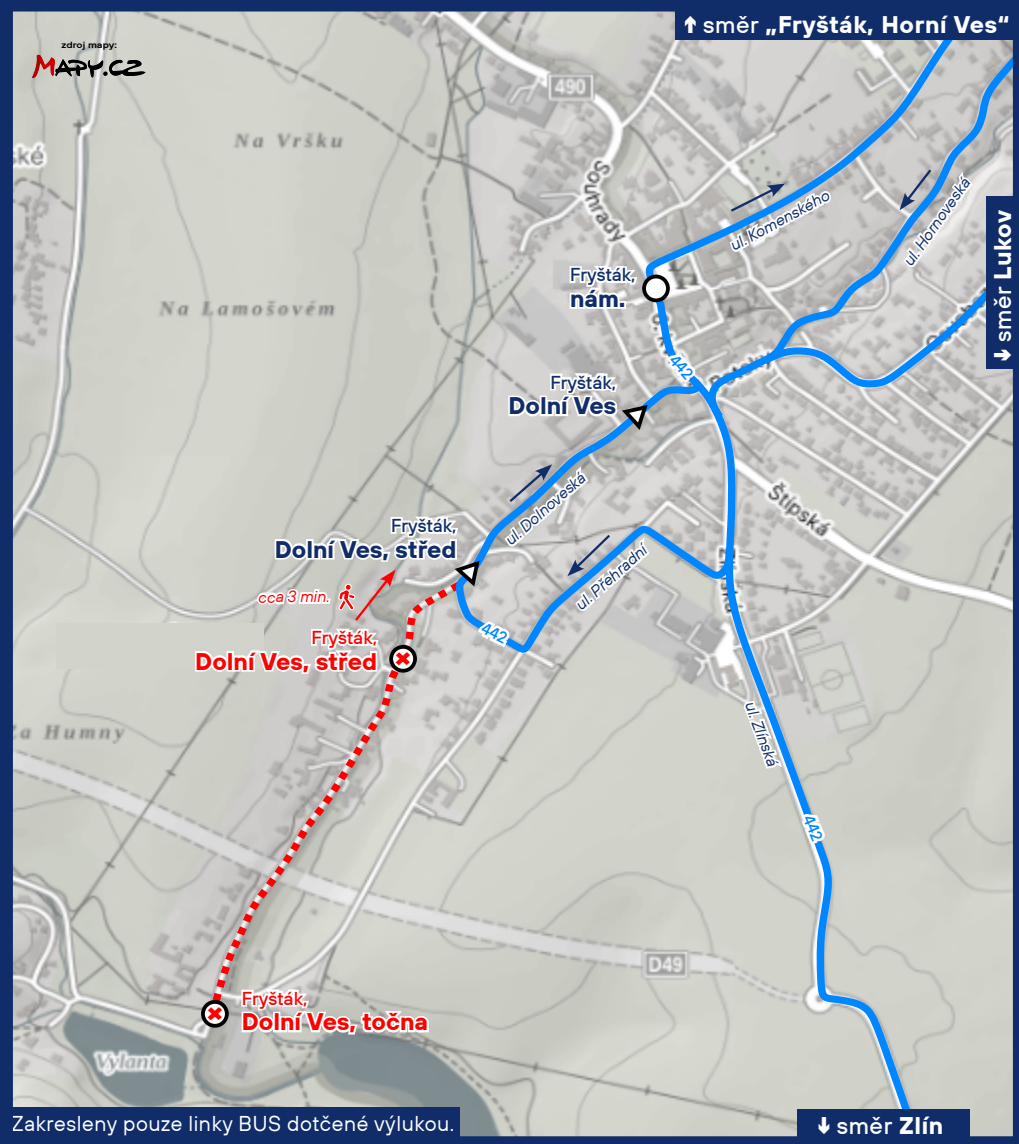 ↑ směr „Fryšták, Horní Ves“
zdroj mapy:
MAPY.CZ
490
Na Vršku
ské
Souhrady
ul. Komenského
ul. Hornoveská
↓ směr Lukov
Fryšták,
nám.
Na Lamošovém
442
Fryšták,
Dolní Ves
Štípská
ul. Dolnoveská
Fryšták,
Dolní Ves, střed
ul. Přehradní
cca 3 min.
442
Fryšták,
Dolní Ves, střed
Za Humny
ul. Zlínská
442
D49
Fryšták,
Dolní Ves, točna
Vylanta
Zakresleny pouze linky BUS dotčené výlukou.
↓ směr Zlín